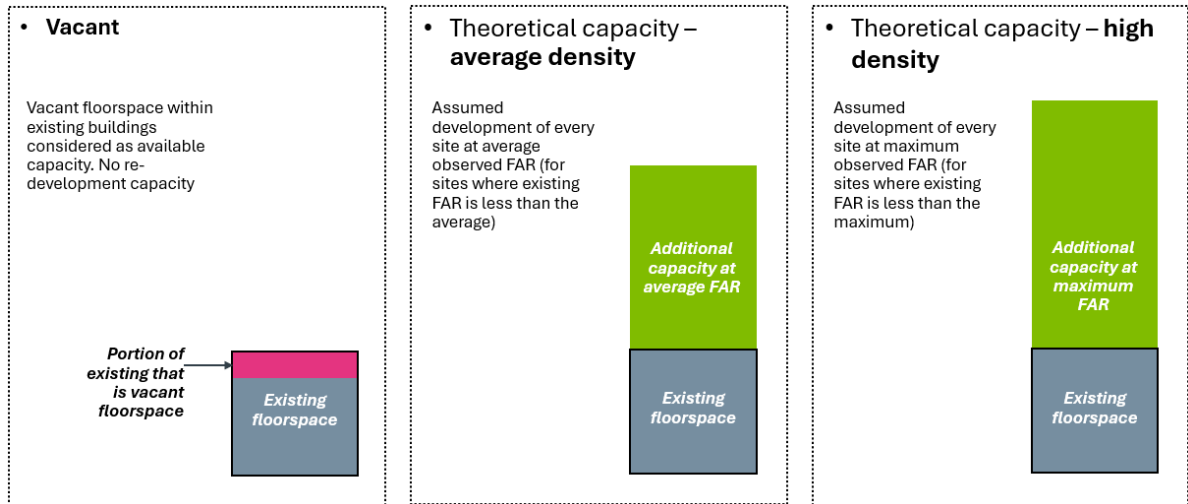 • Vacant
Vacant floorspace within
existing buildings
considered as available
capacity. No re-
development capacity
Portion of
existing that
is vacant
floorspace
Existing
floorspace
• Theoretical capacity –
average density
Assumed
development of every
site at average
observed FAR (for
sites where existing
FAR is less than the
average)
Additional
capacity at
average FAR
Existing
floorspace
• Theoretical capacity – high
density
Assumed
development of every
site at maximum
observed FAR (for
sites where existing
FAR is less than the
maximum)
Additional
capacity at
maximum
FAR
Existing
floorspace